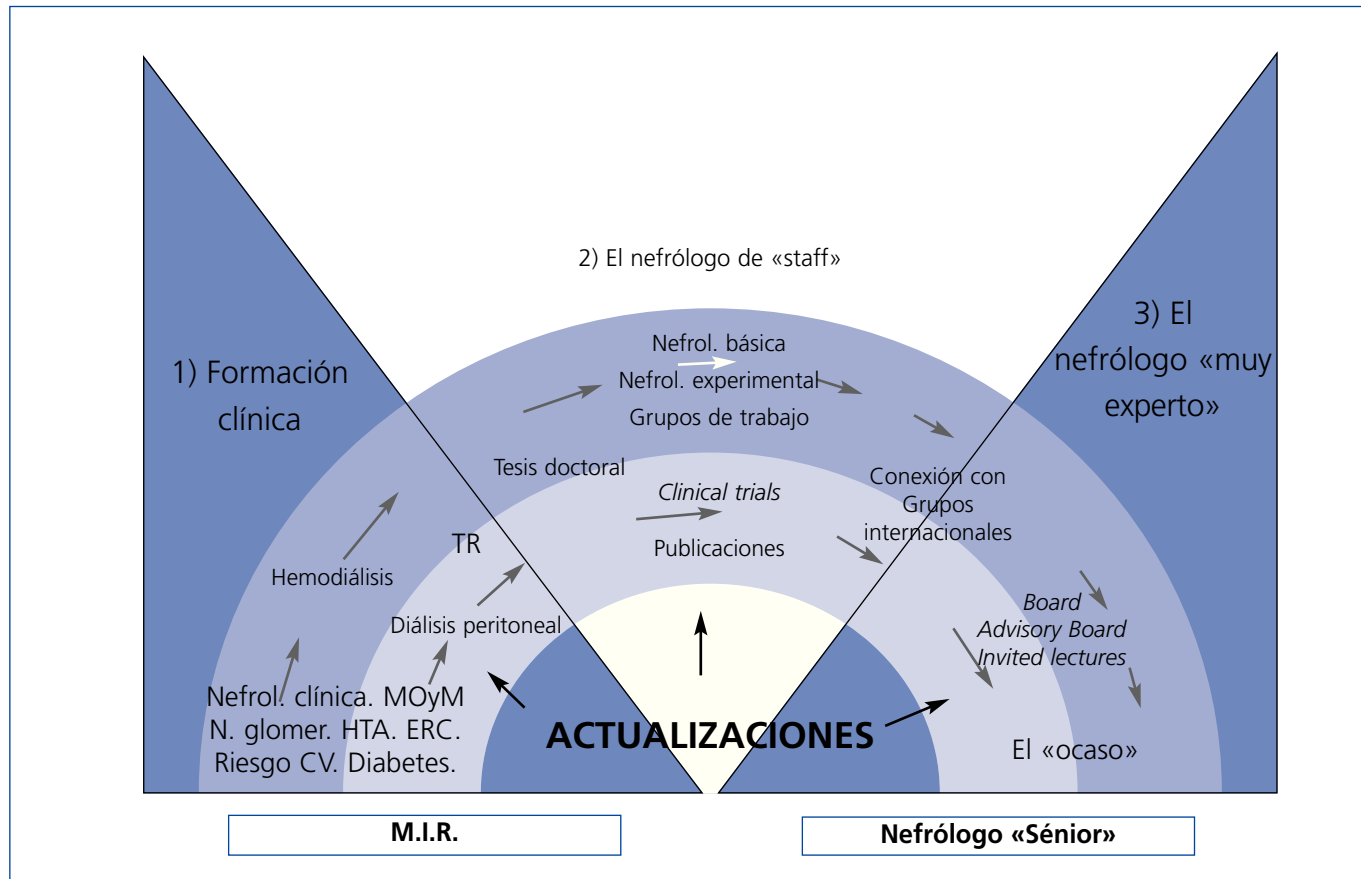 2) El nefrólogo de «staff»
1) Formación
clínica
3) El
nefrólogo «muy
experto»
Nefrol. básica
Nefrol. experimental
Grupos de trabajo
Tesis doctoral
Clinical trials
Publicaciones
Conexión con
Grupos
internacionales
TR
Hemodiálisis
Diálisis peritoneal
Board
Advisory Board
Invited lectures
Nefrol. clínica. MOyM
N. glomer. HTA. ERC.
Riesgo CV. Diabetes.
ACTUALIZACIONES
El «ocaso»
M.I.R.
Nefrólogo «Sénior»